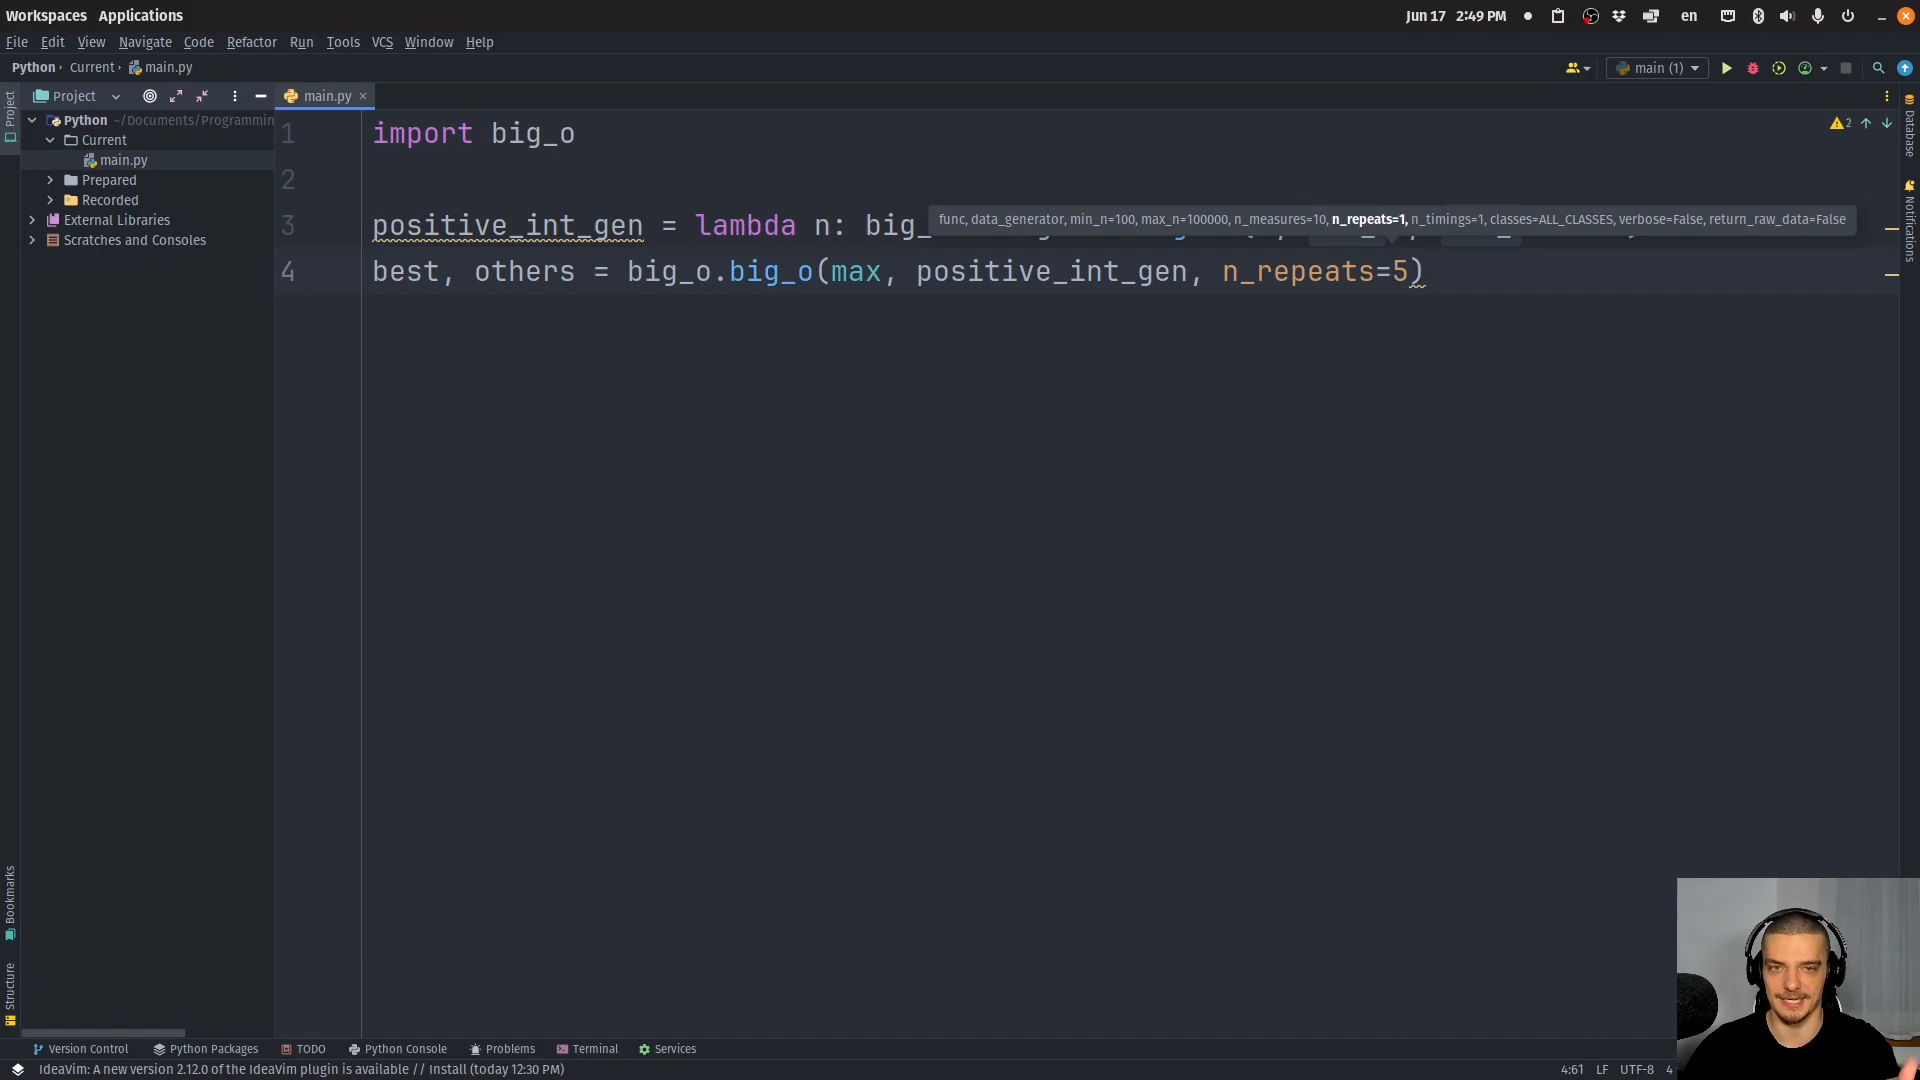 Workspaces Applications
Jun 17 2:49 PM
en
File Edit View Navigate Code Refactor Run Tools VCS Window Help
Python Current main.py
main (1)
Project
main.py
Python ~/Documents/Programmin
Current
main.py
Prepared
Recorded
External Libraries
Scratches and Consoles
1 import big_o
2
3 positive_int_gen = lambda n: big_
func, data_generator, min_n=100, max_n=100000, n_measures=10, n_repeats=1, n_timings=1, classes=ALL_CLASSES, verbose=False, return_raw_data=False
4 best, others = big_o.big_o(max, positive_int_gen, n_repeats=5)
2
Project
Bookmarks
Structure
Database
Notifications
Version Control Python Packages TODO Python Console Problems Terminal Services
IdeaVim: A new version 2.12.0 of the IdeaVim plugin is available // Install (today 12:30 PM)
4:61 LF UTF-8 4